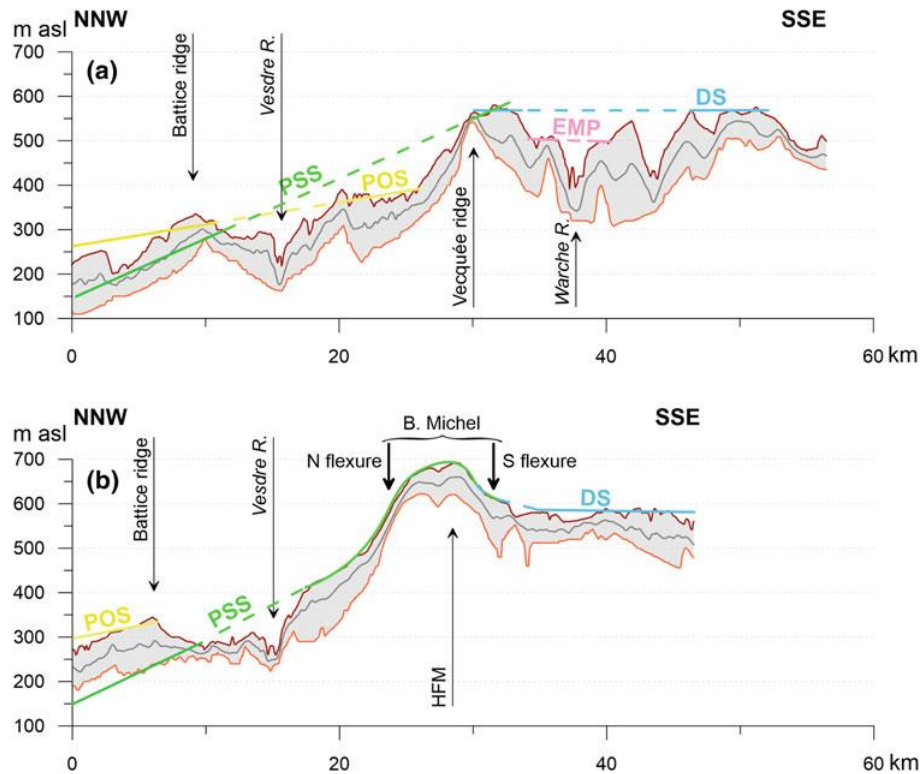 NNW
SSE
m asl
(a)
Battice ridge
Vesdre R.
700
600
500
400
300
200
100
PSS
POS
EMP
DS
Vecquée ridge
Warche R.
0
20
40
60 km
NNW
SSE
m asl
(b)
Battice ridge
Vesdre R.
B. Michel
N flexure
S flexure
700
600
500
400
300
200
100
POS
PSS
DS
HFM
0
20
40
60 km